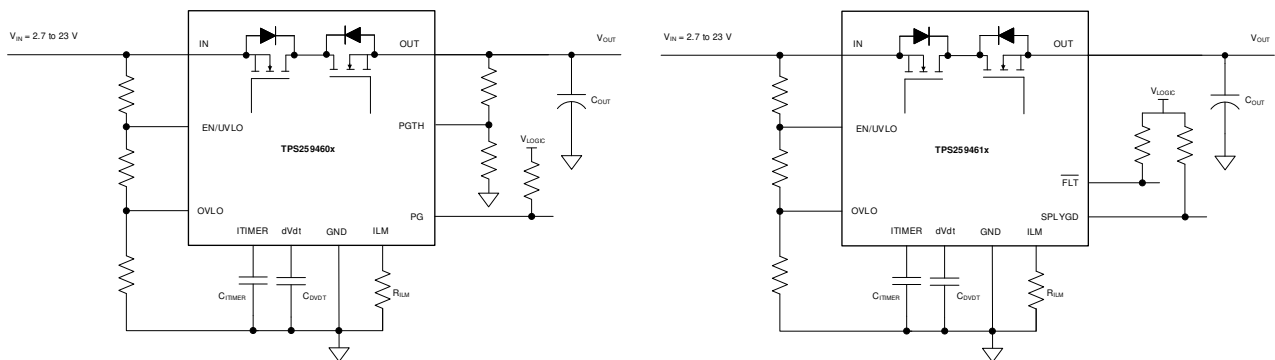 V_IN = 2.7 to 23 V
IN
OUT
V_OUT
C_OUT
EN/UVLO
PGTH
TPS259460x
V_LOGIC
OVLO
PG
ITIMER
dVdt
GND
ILM
C_ITIMER
C_DVDT
R_ILM
V_IN = 2.7 to 23 V
IN
OUT
V_OUT
V_LOGIC
C_OUT
EN/UVLO
TPS259461x
FLT
OVLO
SPLYGD
ITIMER
dVdt
GND
ILM
C_ITIMER
C_DVDT
R_ILM